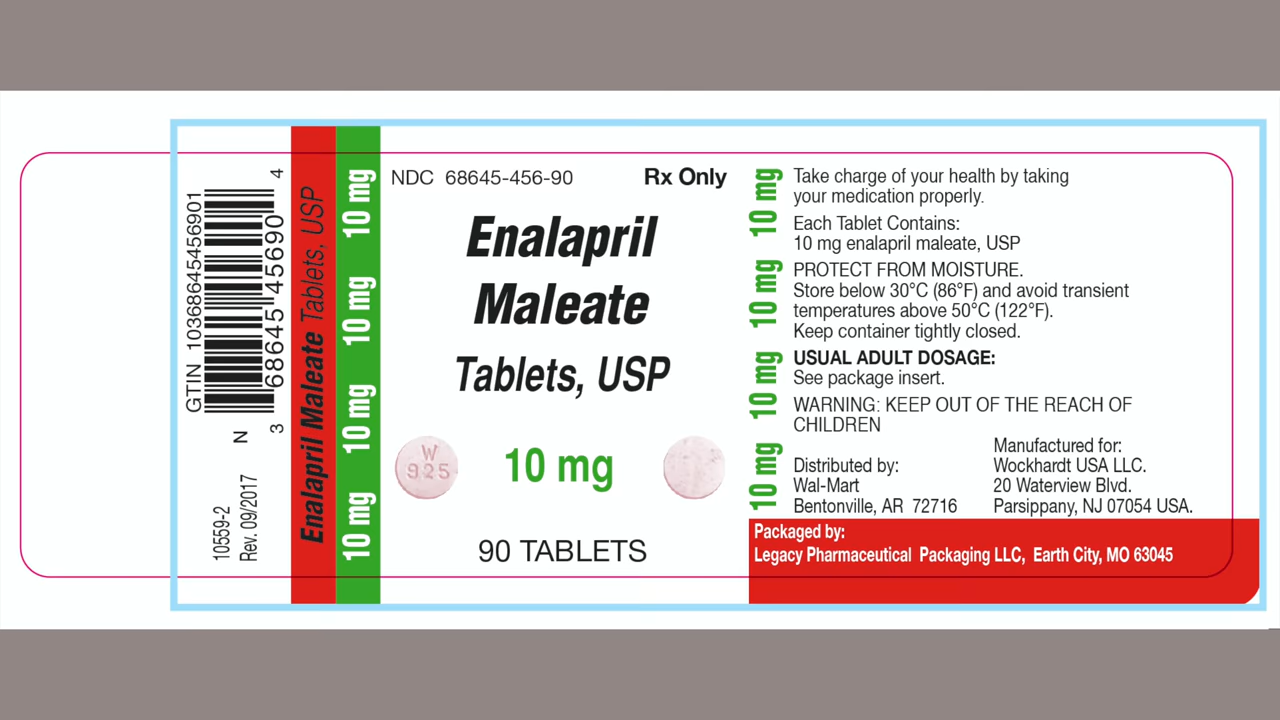 GTIN 10368645456901
3 68645 45690 4
N
10559-2
Rev. 09/2017
Enalapril Maleate Tablets, USP
10 mg 10 mg 10 mg 10 mg
NDC 68645-456-90
Rx Only
Enalapril
Maleate
Tablets, USP
W
925
10 mg
90 TABLETS
10 mg 10 mg 10 mg 10 mg
Take charge of your health by taking
your medication properly.
Each Tablet Contains:
10 mg enalapril maleate, USP
PROTECT FROM MOISTURE.
Store below 30°C (86°F) and avoid transient
temperatures above 50°C (122°F).
Keep container tightly closed.
USUAL ADULT DOSAGE:
See package insert.
WARNING: KEEP OUT OF THE REACH OF
CHILDREN
Distributed by:
Wal-Mart
Bentonville, AR 72716
Manufactured for:
Wockhardt USA LLC.
20 Waterview Blvd.
Parsippany, NJ 07054 USA.
Packaged by:
Legacy Pharmaceutical Packaging LLC, Earth City, MO 63045